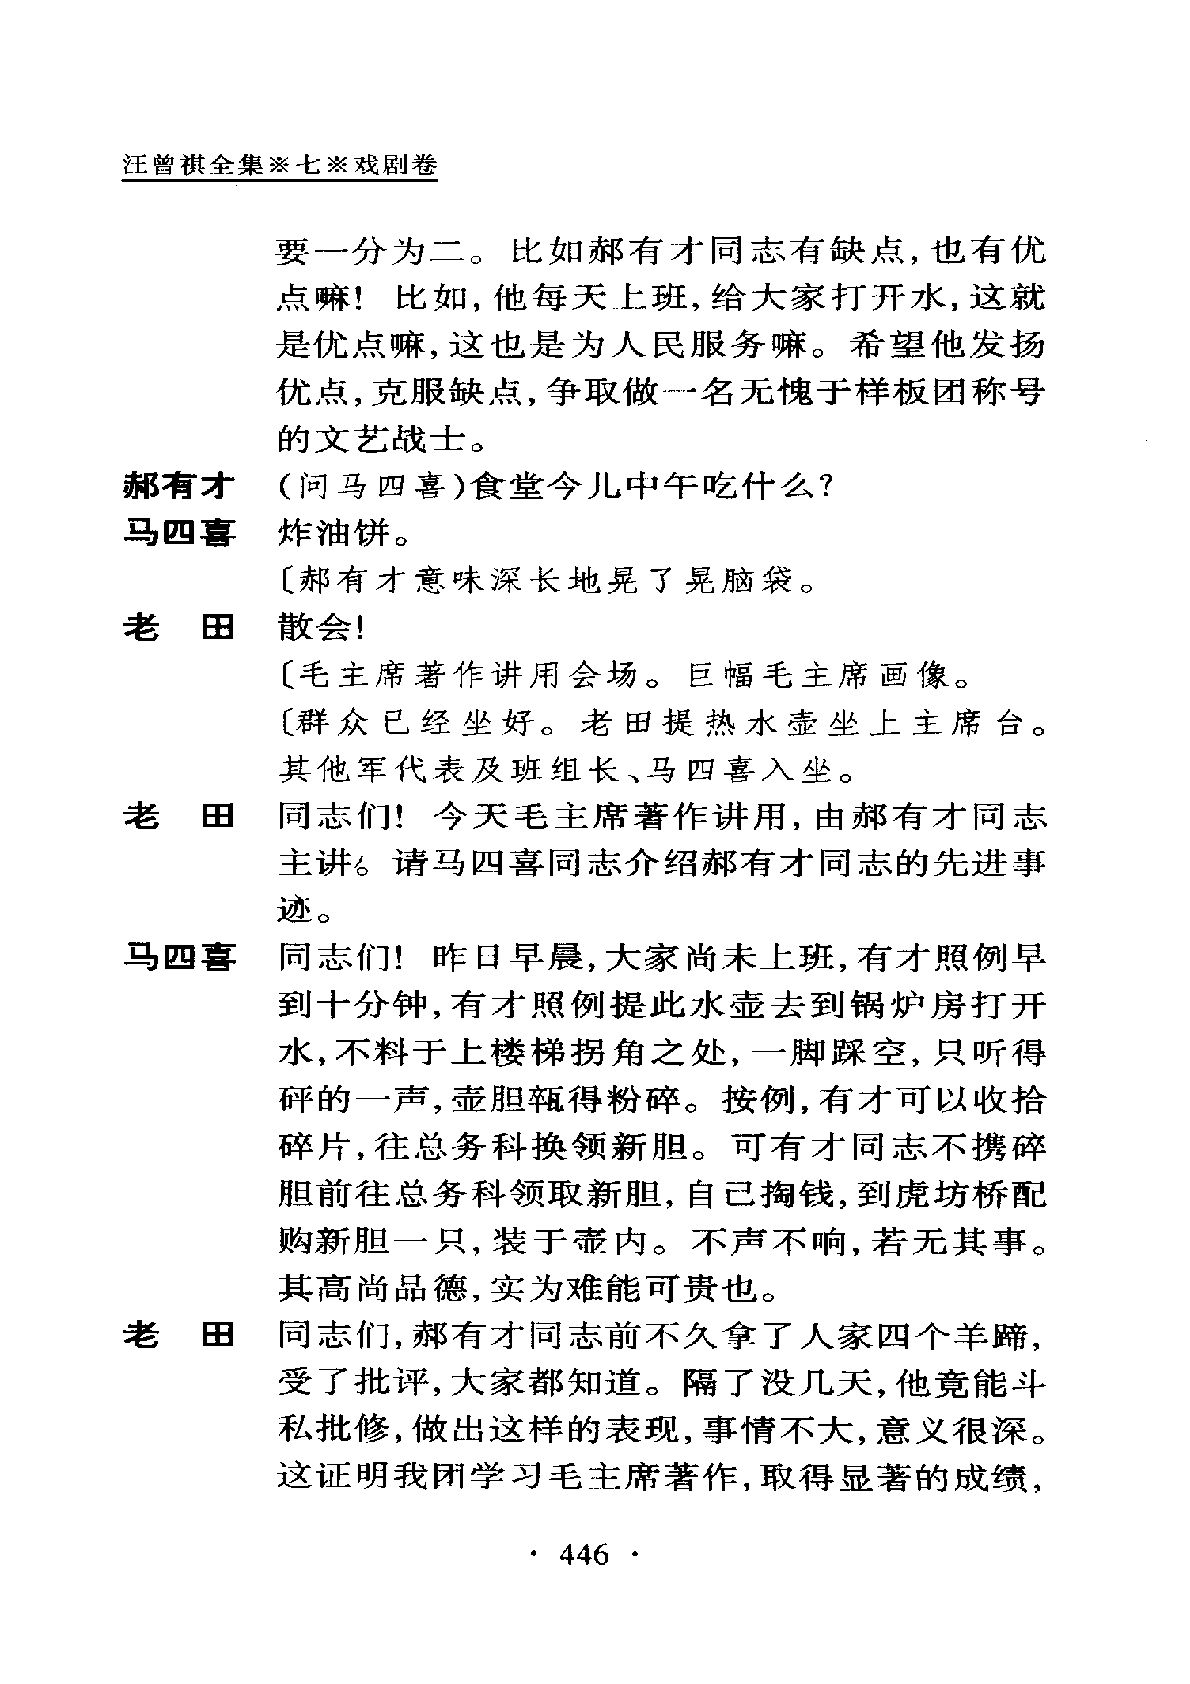 汪曾祺全集※七※戏剧卷
要一分为二。比如郝有才同志有缺点,也有优
点嘛！比如,他每天上班,给大家打开水,这就
是优点嘛,这也是为人民服务嘛。希望他发扬
优点,克服缺点,争取做一名无愧于样板团称号
的文艺战士。
郝有才 (问马四喜)食堂今儿中午吃什么？
马四喜 炸油饼。
〔郝有才意味深长地晃了晃脑袋。
老 田 散会！
〔毛主席著作讲用会场。巨幅毛主席画像。
〔群众已经坐好。老田提热水壶坐上主席台。
其他军代表及班组长、马四喜入坐。
老 田 同志们！今天毛主席著作讲用,由郝有才同志
主讲。请马四喜同志介绍郝有才同志的先进事
迹。
马四喜 同志们！昨日早晨,大家尚未上班,有才照例早
到十分钟,有才照例提此水壶去到锅炉房打开
水,不料于上楼梯拐角之处,一脚踩空,只听得
砰的一声,壶胆㼽得粉碎。按例,有才可以收拾
碎片,往总务科换领新胆。可有才同志不携碎
胆前往总务科领取新胆,自己掏钱,到虎坊桥配
购新胆一只,装于壶内。不声不响,若无其事。
其高尚品德,实为难能可贵也。
老 田 同志们,郝有才同志前不久拿了人家四个羊蹄,
受了批评,大家都知道。隔了没几天,他竟能斗
私批修,做出这样的表现,事情不大,意义很深。
这证明我团学习毛主席著作,取得显著的成绩,
· 446 ·